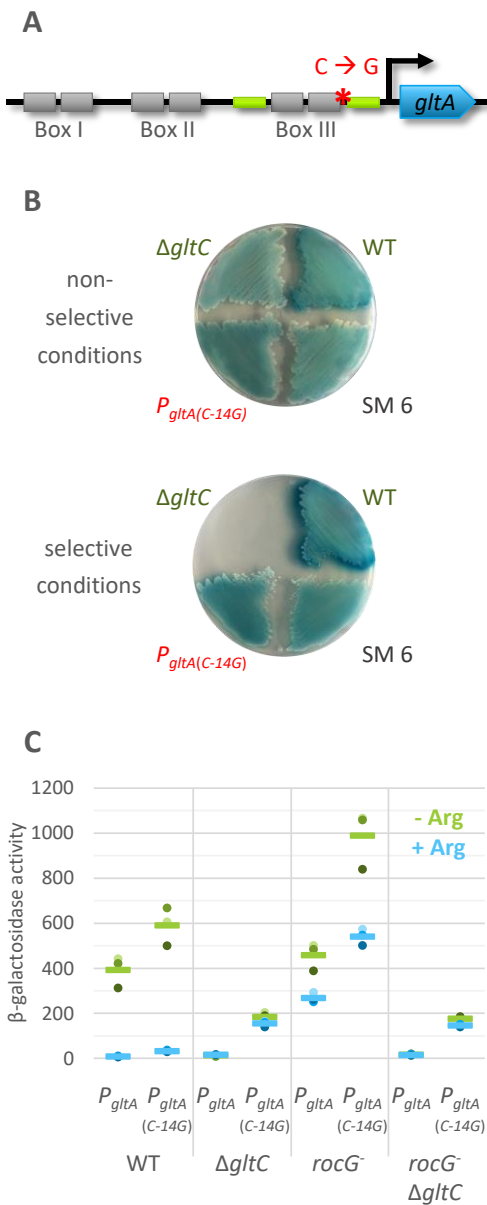 A
C → G
*
gltA
Box I Box II Box III
B
ΔgltC WT
non-
selective
conditions
PgltA(C-14G) SM 6
ΔgltC WT
selective
conditions
PgltA(C-14G) SM 6
C
1200
1000
800
600
400
200
0
β-galactosidase activity
- Arg
+ Arg
PgltA PgltA PgltA PgltA PgltA PgltA PgltA PgltA
(C-14G) (C-14G) (C-14G) (C-14G)
WT ΔgltC rocG- rocG-
ΔgltC